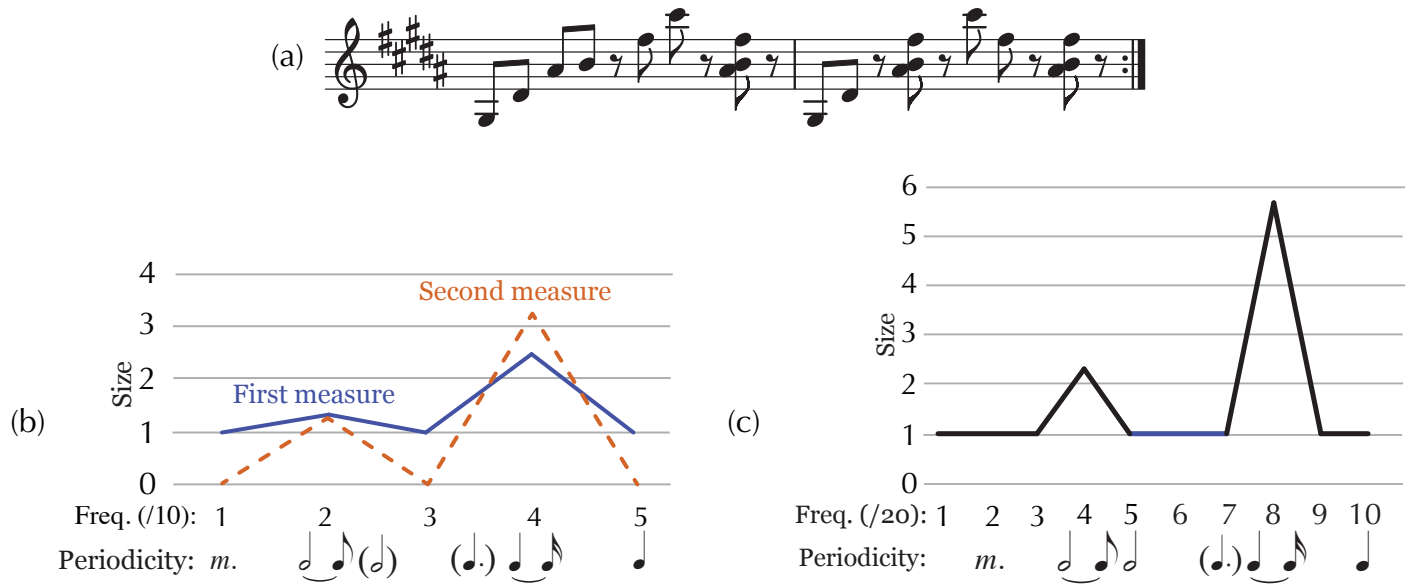 (a)
(b)
Size
4
3
2
1
0
Second measure
First measure
Freq. (/10): 1 2 3 4 5
Periodicity: m.
(c)
Size
6
5
4
3
2
1
0
Freq. (/20): 1 2 3 4 5 6 7 8 9 10
Periodicity: m.